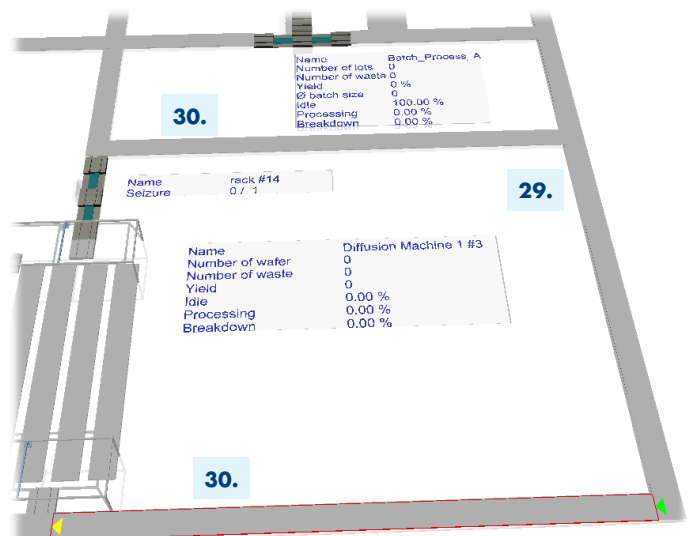 Name Batch_Process_A
Number of lots 0
Number of waste 0
Yield 0 %
Ø batch size 0
Idle 100.00 %
Processing 0.00 %
Breakdown 0.00 %
30.
Name rack #14
Seizure 0 / 1
29.
Name Diffusion Machine 1 #3
Number of wafer 0
Number of waste 0
Yield 0
Idle 0.00 %
Processing 0.00 %
Breakdown 0.00 %
30.